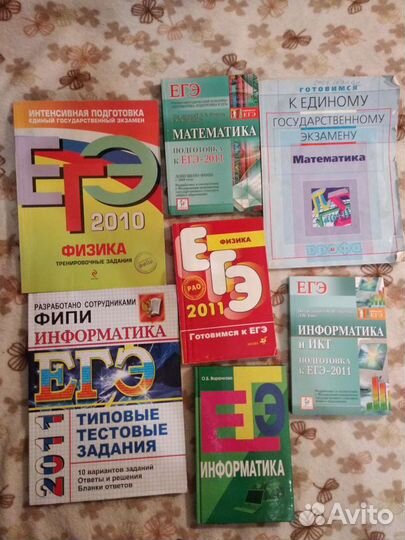 ИНТЕНСИВНАЯ ПОДГОТОВКА
ЕДИНЫЙ ГОСУДАРСТВЕННЫЙ ЭКЗАМЕН
ЕГЭ
2010
ФИЗИКА
ТРЕНИРОВОЧНЫЕ ЗАДАНИЯ
ЕГЭ
МАТЕМАТИКА
ПОДГОТОВКА
К ЕГЭ-2011
ГОТОВИМСЯ
К ЕДИНОМУ
ГОСУДАРСТВЕННОМУ
ЭКЗАМЕНУ
Математика
ДРОФА
ФИЗИКА
ЕГЭ
РАО
2011
Готовимся к ЕГЭ
РАЗРАБОТАНО СОТРУДНИКАМИ
ФИПИ
ИНФОРМАТИКА
ЕГЭ
2011
ТИПОВЫЕ
ТЕСТОВЫЕ
ЗАДАНИЯ
10 вариантов заданий
Ответы и решения
Бланки ответов
ЕГЭ
ИНФОРМАТИКА
И ИКТ
ПОДГОТОВКА
К ЕГЭ-2011
ЕГЭ
ИНФОРМАТИКА
Avito